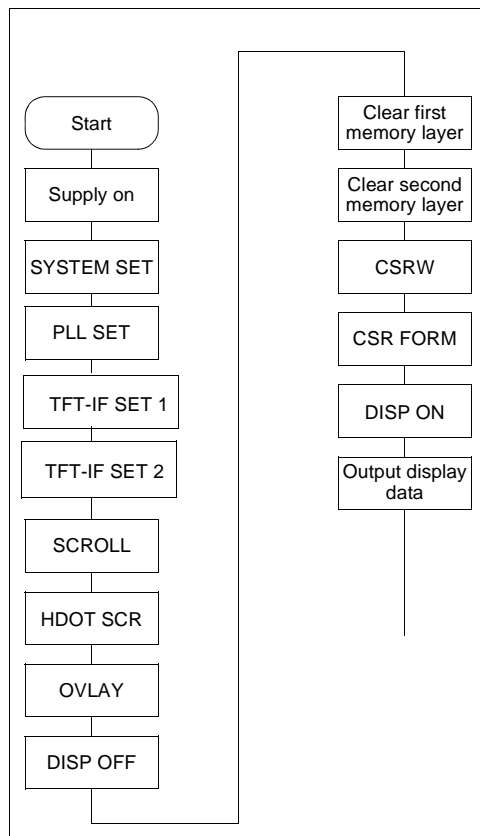 Start
Supply on
SYSTEM SET
PLL SET
TFT-IF SET 1
TFT-IF SET 2
SCROLL
HDOT SCR
OVLAY
DISP OFF
Clear first
memory layer
Clear second
memory layer
CSRW
CSR FORM
DISP ON
Output display
data